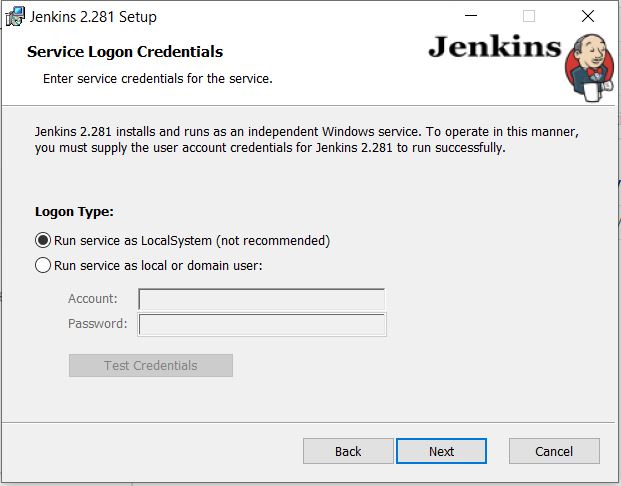 Jenkins 2.281 Setup
Service Logon Credentials
Jenkins
Enter service credentials for the service.
Jenkins 2.281 installs and runs as an independent Windows service. To operate in this manner,
you must supply the user account credentials for Jenkins 2.281 to run successfully.
Logon Type:
Run service as LocalSystem (not recommended)
Run service as local or domain user:
Account:
Password:
Test Credentials
Back
Next
Cancel